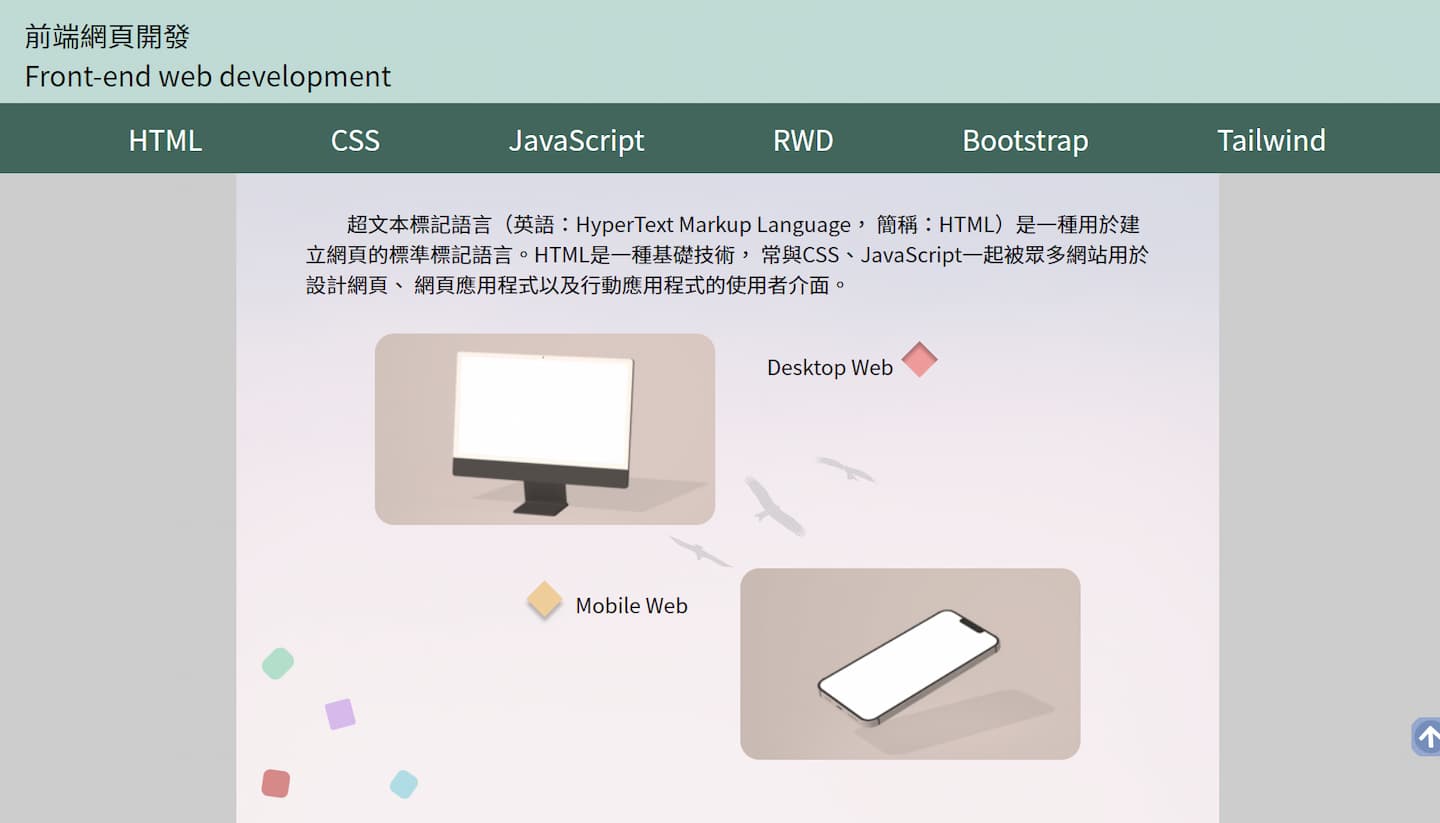 前端網頁開發
Front-end web development
HTML CSS JavaScript RWD Bootstrap Tailwind
超文本標記語言（英語：HyperText Markup Language， 簡稱：HTML）是一種用於建
立網頁的標準標記語言。HTML是一種基礎技術， 常與CSS、JavaScript一起被眾多網站用於
設計網頁、 網頁應用程式以及行動應用程式的使用者介面。
Desktop Web
Mobile Web